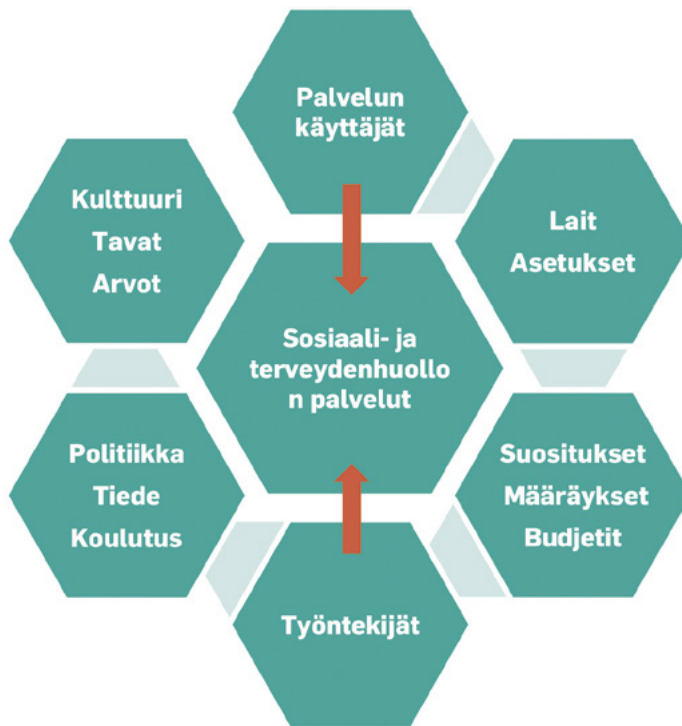 Palvelun
käyttäjät
Kulttuuri
Tavat
Arvot
Lait
Asetukset
Sosiaali- ja
terveydenhuollo
n palvelut
Politiikka
Tiede
Koulutus
Suositukset
Määräykset
Budjetit
Työntekijät